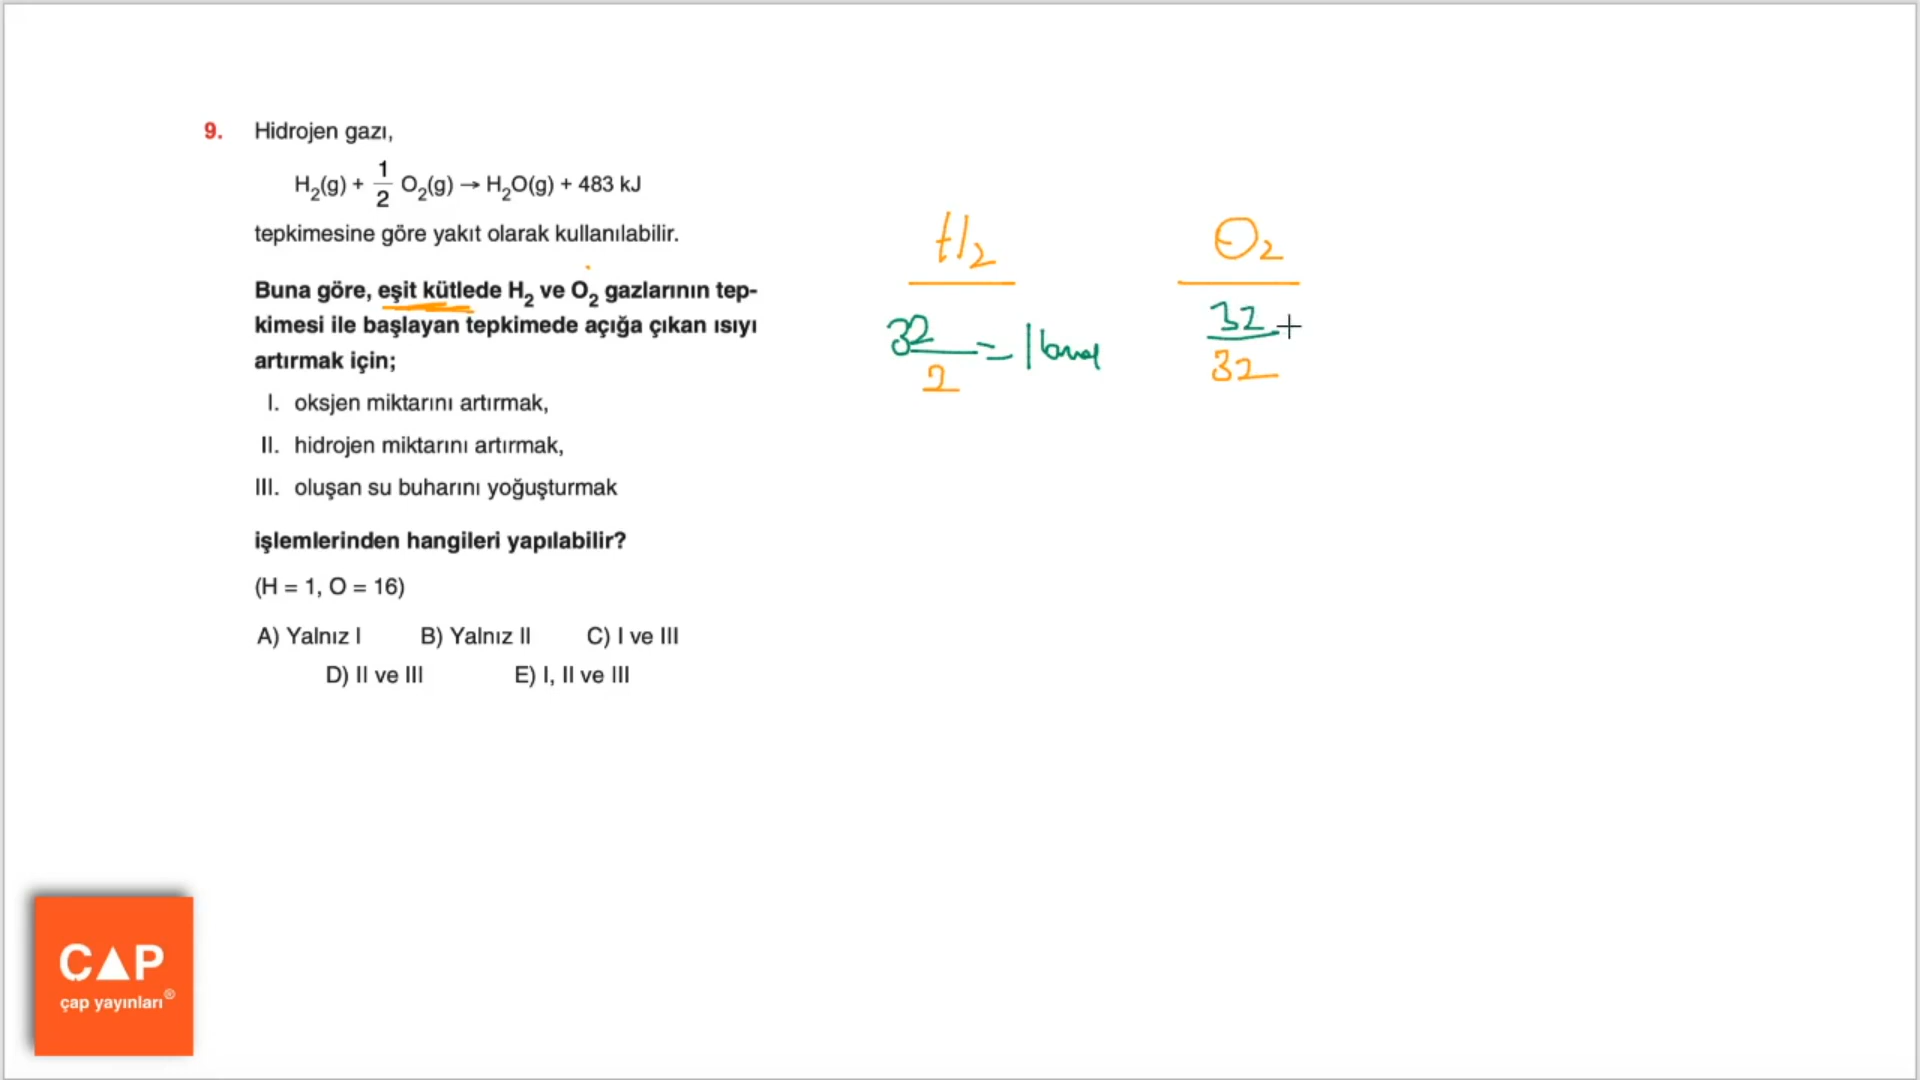 9. Hidrojen gazı,
H₂(g) + 1/2 O₂(g) → H₂O(g) + 483 kJ
tepkimesine göre yakıt olarak kullanılabilir.
Buna göre, eşit kütlede H₂ ve O₂ gazlarının tep-
kimesi ile başlayan tepkimede açığa çıkan ısıyı
artırmak için;
I. oksjen miktarını artırmak,
II. hidrojen miktarını artırmak,
III. oluşan su buharını yoğuşturmak
işlemlerinden hangileri yapılabilir?
(H = 1, O = 16)
A) Yalnız I B) Yalnız II C) I ve III
D) II ve III E) I, II ve III
H₂ O₂
32/2 = 16 mol 32/32
CAP
çap yayınları®